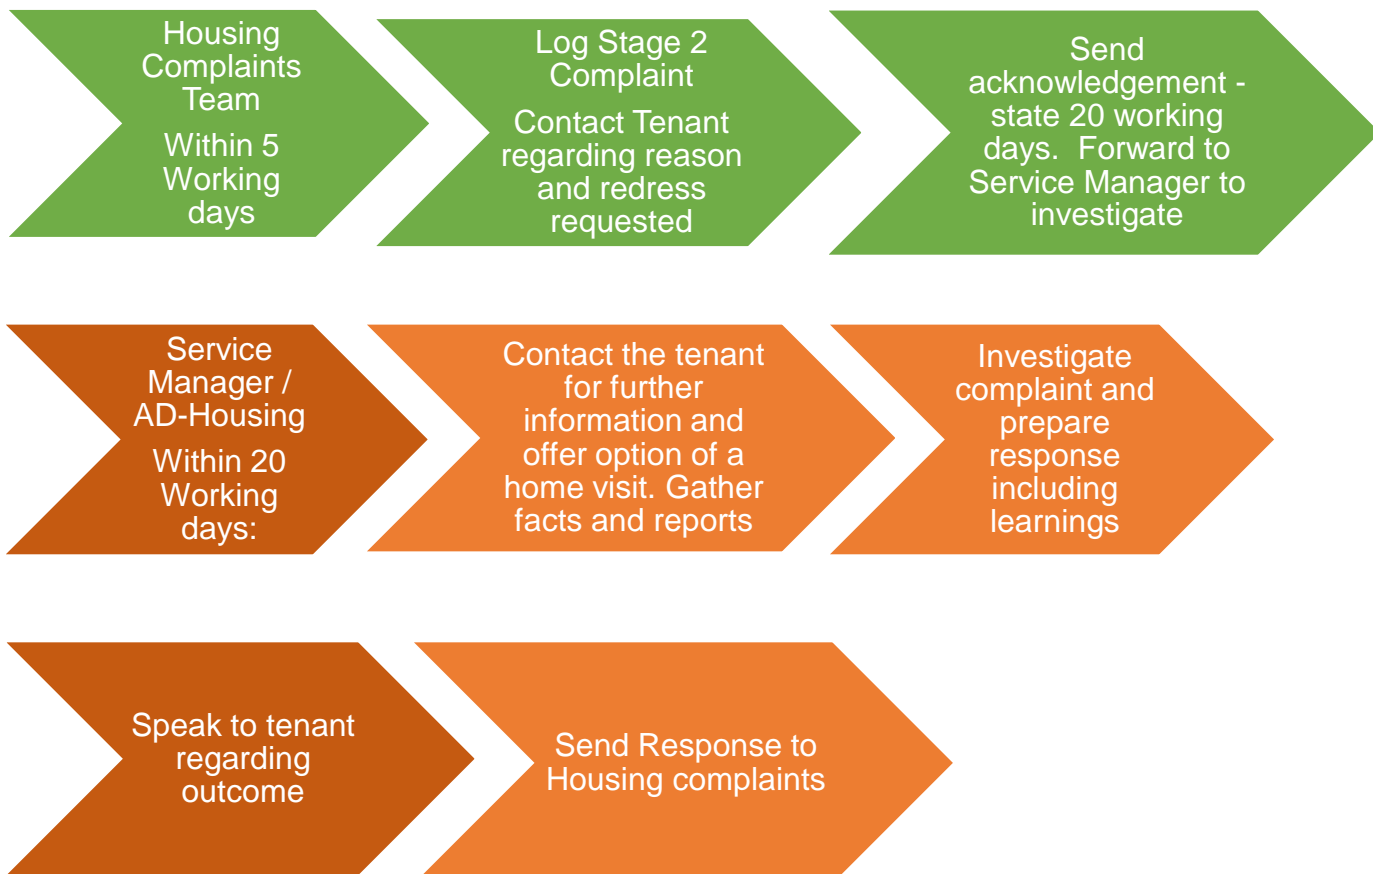 Housing
Complaints
Team
Within 5
Working
days
Log Stage 2
Complaint
Contact Tenant
regarding reason
and redress
requested
Send
acknowledgement -
state 20 working
days.  Forward to
Service Manager to
investigate
Service
Manager /
AD-Housing
Within 20
Working
days:
Contact the tenant
for further
information and
offer option of a
home visit. Gather
facts and reports
Investigate
complaint and
prepare
response
including
learnings
Speak to tenant
regarding
outcome
Send Response to
Housing complaints